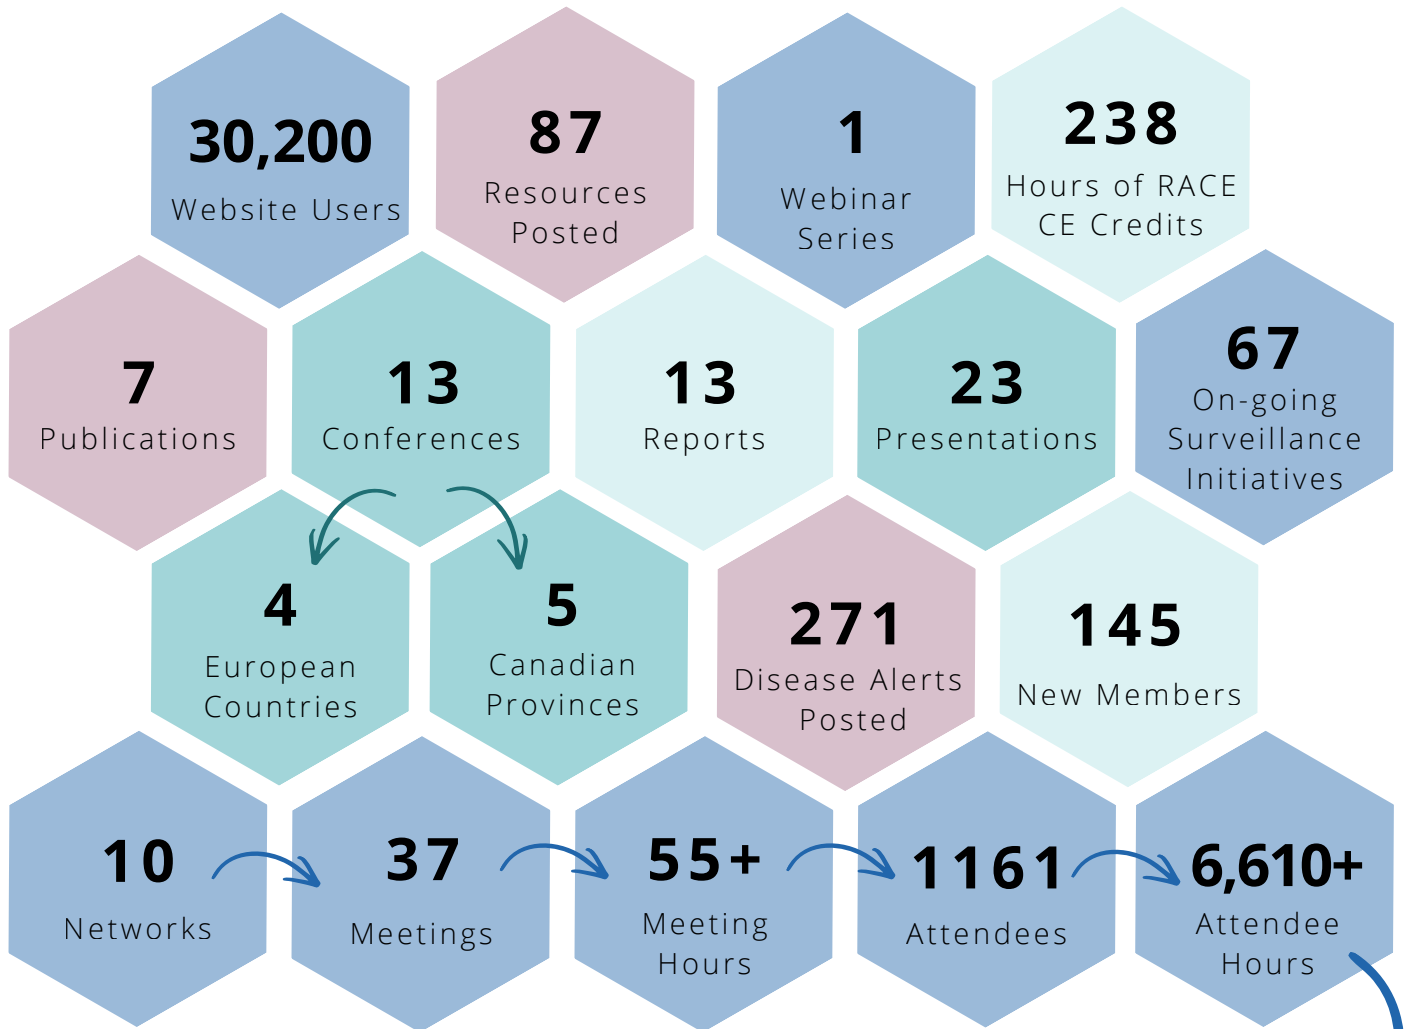 30,200
Website Users
87
Resources
Posted
1
Webinar
Series
238
Hours of RACE
CE Credits
7
Publications
13
Conferences
13
Reports
23
Presentations
67
On-going
Surveillance
Initiatives
4
European
Countries
5
Canadian
Provinces
271
Disease Alerts
Posted
145
New Members
10
Networks
37
Meetings
55+
Meeting
Hours
1161
Attendees
6,610+
Attendee
Hours